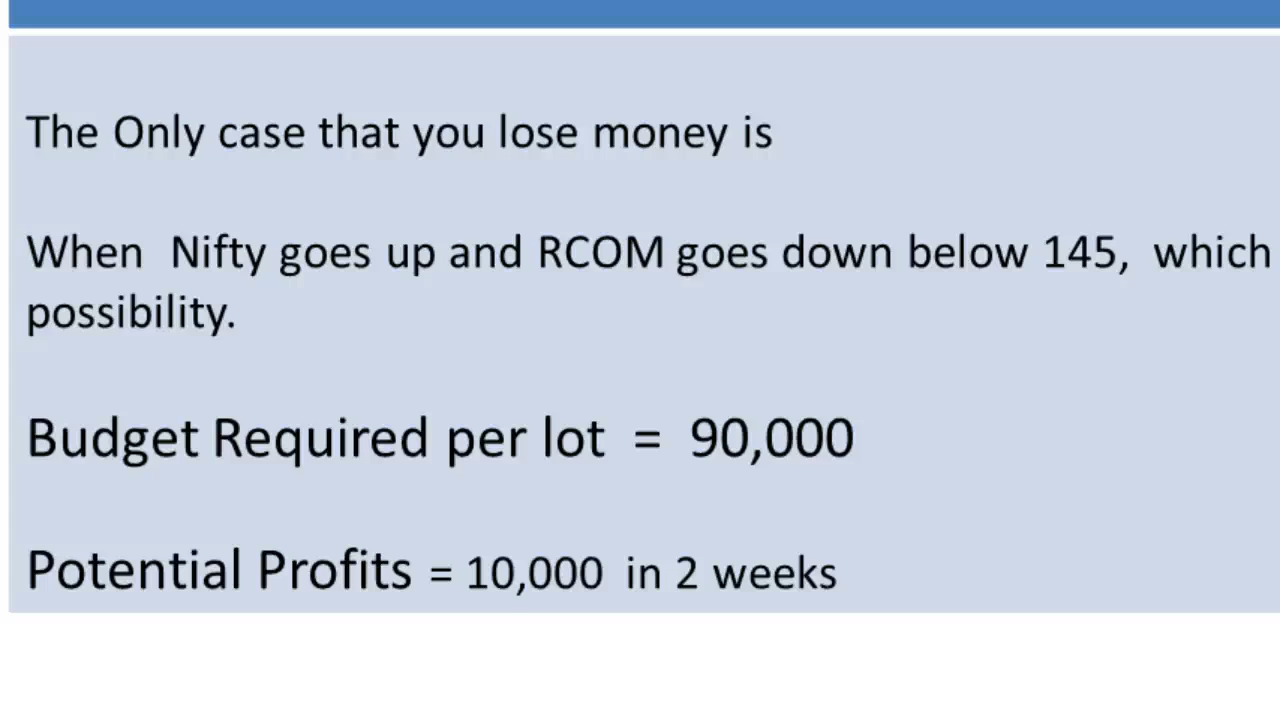 The Only case that you lose money is
When Nifty goes up and RCOM goes down below 145, which
possibility.
Budget Required per lot = 90,000
Potential Profits = 10,000 in 2 weeks